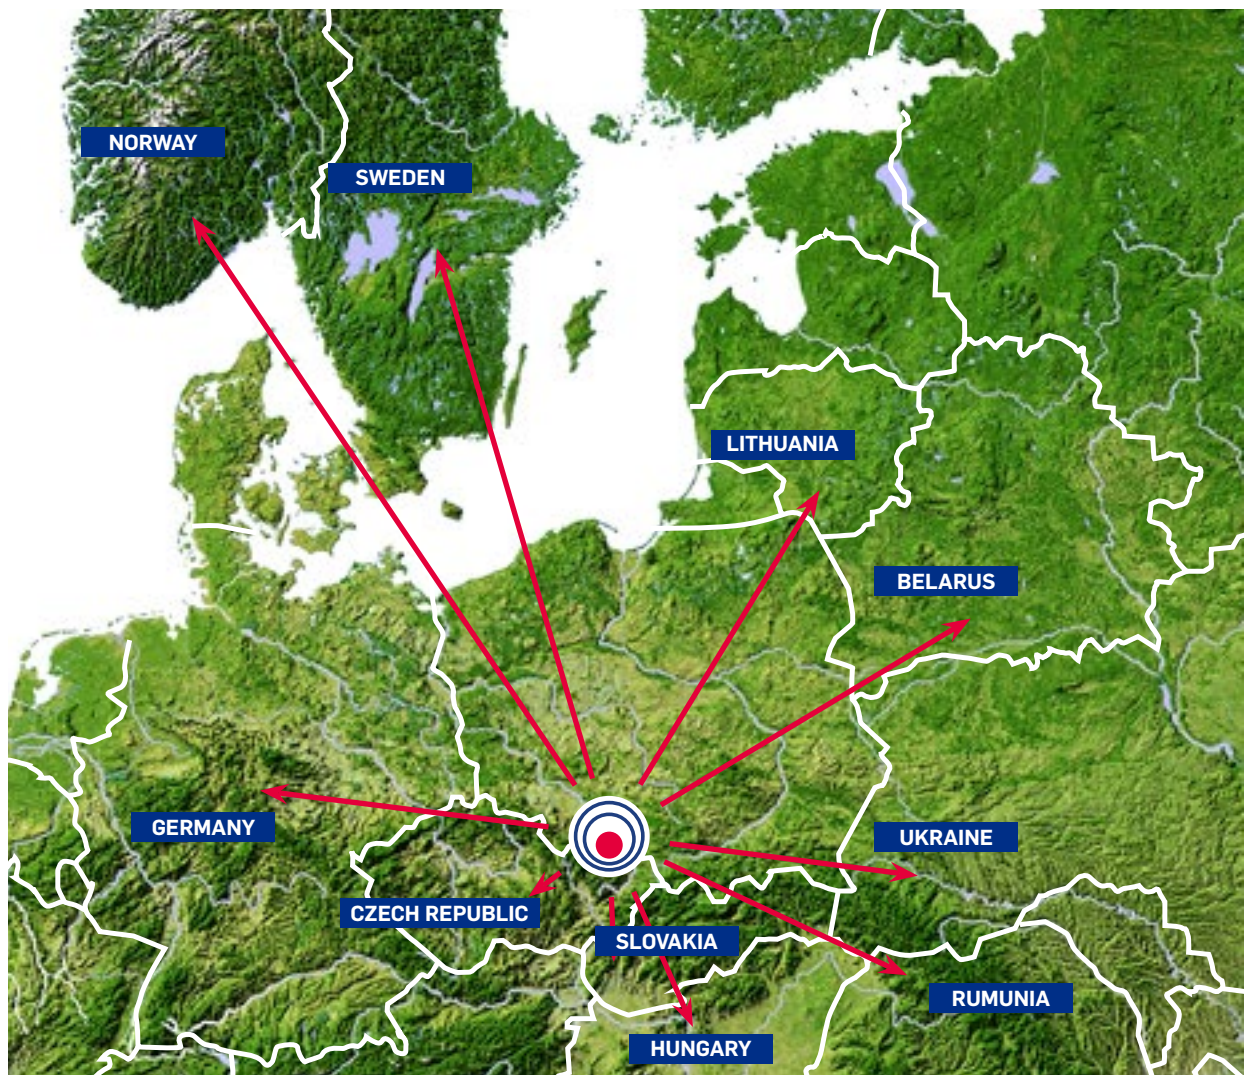 NORWAY
SWEDEN
LITHUANIA
BELARUS
GERMANY
UKRAINE
CZECH REPUBLIC
SLOVAKIA
RUMUNIA
HUNGARY